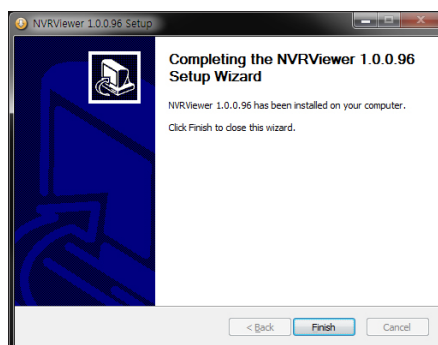 NVRViewer 1.0.0.96 Setup
Completing the NVRViewer 1.0.0.96
Setup Wizard
NVRViewer 1.0.0.96 has been installed on your computer.
Click Finish to close this wizard.
< Back
Finish
Cancel